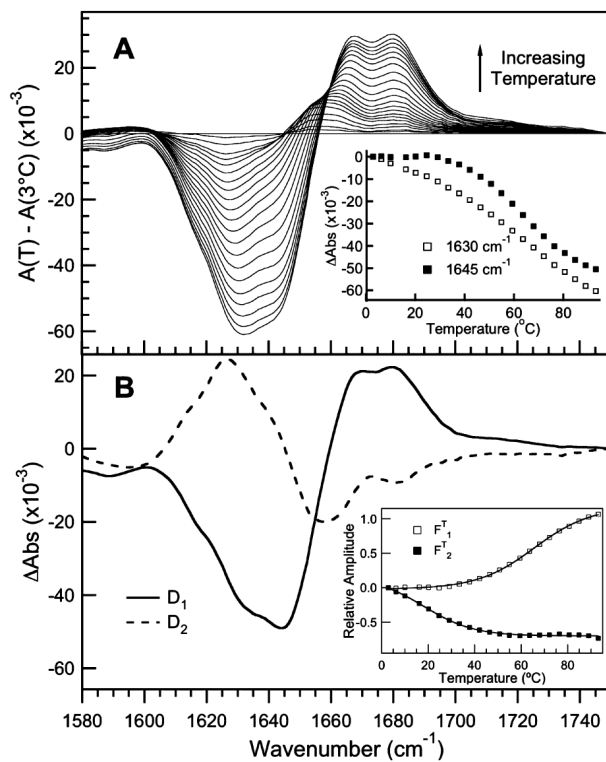 A
Increasing
Temperature
A(T) - A(3°C) (x10⁻³)
20
0
-20
-40
-60
ΔAbs (x10⁻³)
0
-10
-20
-30
-40
-50
-60
1630 cm⁻¹
1645 cm⁻¹
0 20 40 60 80
Temperature (°C)
B
ΔAbs (x10⁻³)
20
0
-20
-40
-60
D₁
D₂
Relative Amplitude
1.0
0.5
0.0
-0.5
Fᵀ₁
Fᵀ₂
0 20 40 60 80
Temperature (ºC)
1580 1600 1620 1640 1660 1680 1700 1720 1740
Wavenumber (cm⁻¹)